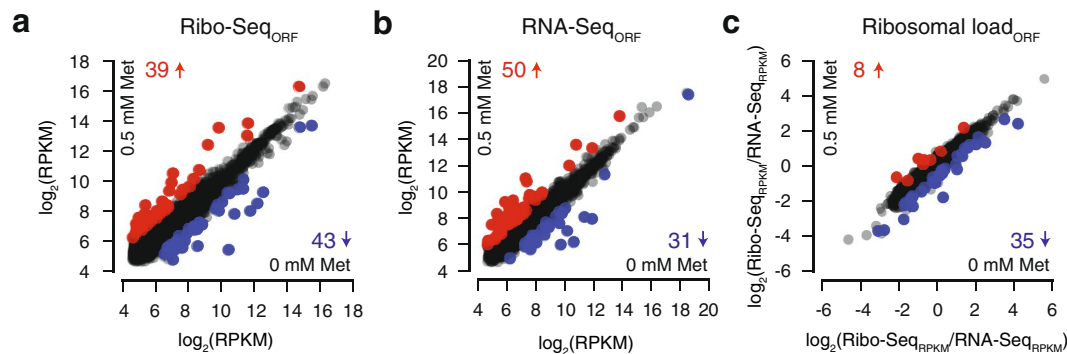 a
Ribo-SeqORF
39 ↑
43 ↓
0.5 mM Met
0 mM Met
log2(RPKM)
18
16
14
12
10
8
6
4
4 6 8 10 12 14 16 18
log2(RPKM)
b
RNA-SeqORF
50 ↑
31 ↓
0.5 mM Met
0 mM Met
log2(RPKM)
20
18
16
14
12
10
8
6
4
4 6 8 10 12 14 16 18 20
log2(RPKM)
c
Ribosomal loadORF
8 ↑
35 ↓
0.5 mM Met
0 mM Met
log2(Ribo-SeqRPKM/RNA-SeqRPKM)
6
4
2
0
-2
-4
-6
-6 -4 -2 0 2 4 6
log2(Ribo-SeqRPKM/RNA-SeqRPKM)